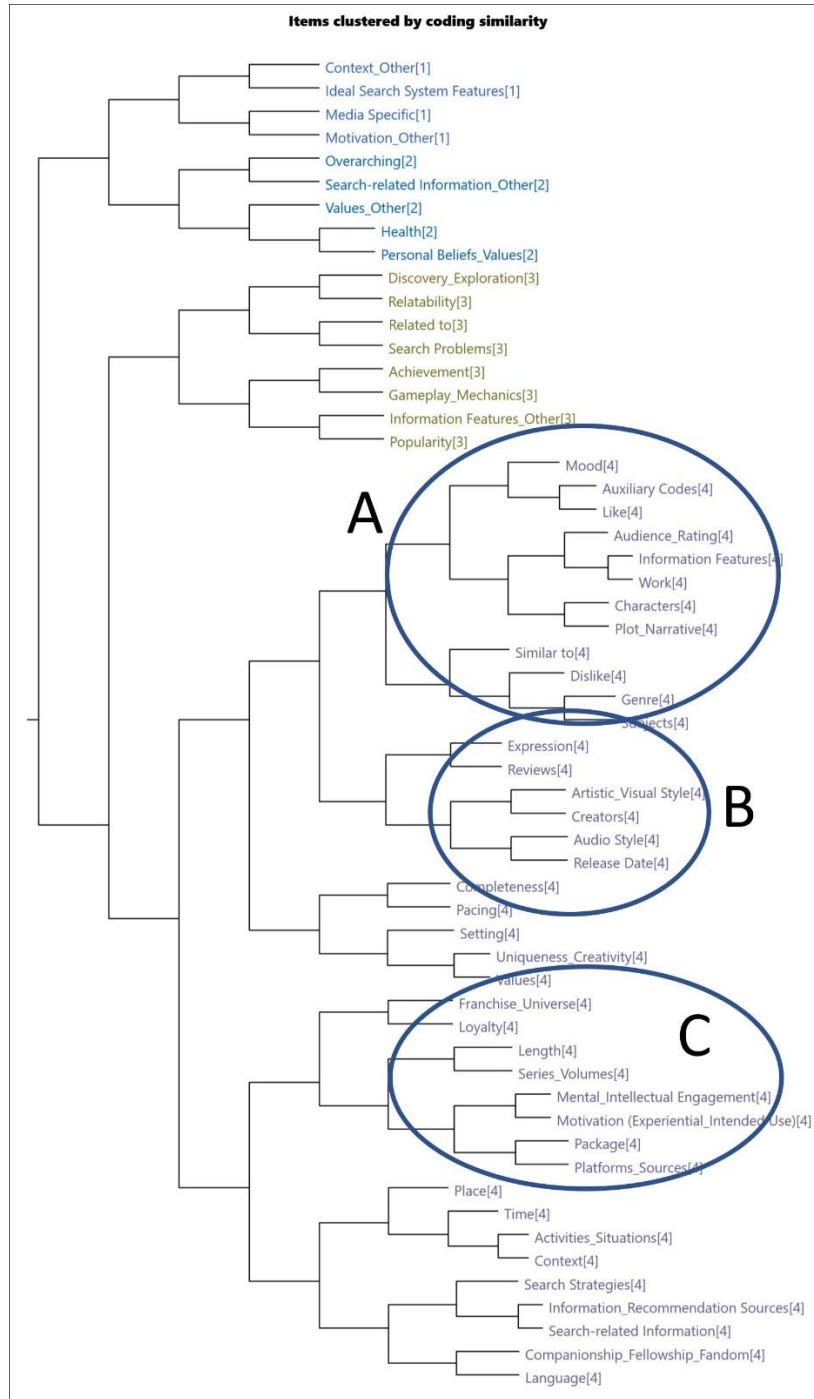 Items clustered by coding similarity
Context_Other[1]
Ideal Search System Features[1]
Media Specific[1]
Motivation_Other[1]
Overarching[2]
Search-related Information_Other[2]
Values_Other[2]
Health[2]
Personal Beliefs_Values[2]
Discovery_Exploration[3]
Relatability[3]
Related to[3]
Search Problems[3]
Achievement[3]
Gameplay_Mechanics[3]
Information Features_Other[3]
Popularity[3]
Mood[4]
A
Auxiliary Codes[4]
Like[4]
Audience_Rating[4]
Information Features[4]
Work[4]
Characters[4]
Plot_Narrative[4]
Similar to[4]
Dislike[4]
Genre[4]
Subjects[4]
Expression[4]
Reviews[4]
Artistic_Visual Style[4]
B
Creators[4]
Audio Style[4]
Release Date[4]
Completeness[4]
Pacing[4]
Setting[4]
Uniqueness_Creativity[4]
Values[4]
Franchise_Universe[4]
Loyalty[4]
C
Length[4]
Series_Volumes[4]
Mental_Intellectual Engagement[4]
Motivation (Experiential_Intended Use)[4]
Package[4]
Platforms_Sources[4]
Place[4]
Time[4]
Activities_Situations[4]
Context[4]
Search Strategies[4]
Information_Recommendation Sources[4]
Search-related Information[4]
Companionship_Fellowship_Fandom[4]
Language[4]